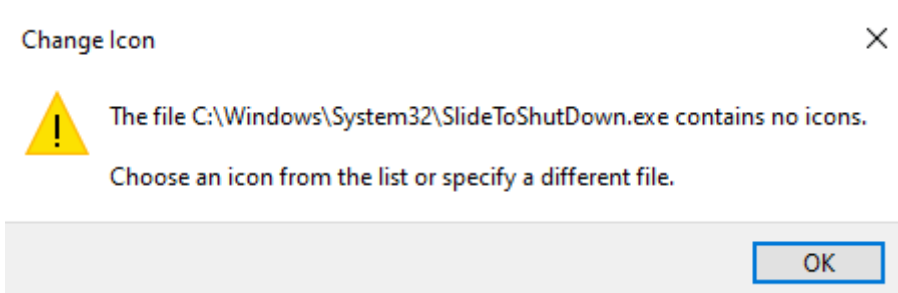 Change Icon
The file C:\Windows\System32\SlideToShutDown.exe contains no icons.
Choose an icon from the list or specify a different file.
OK